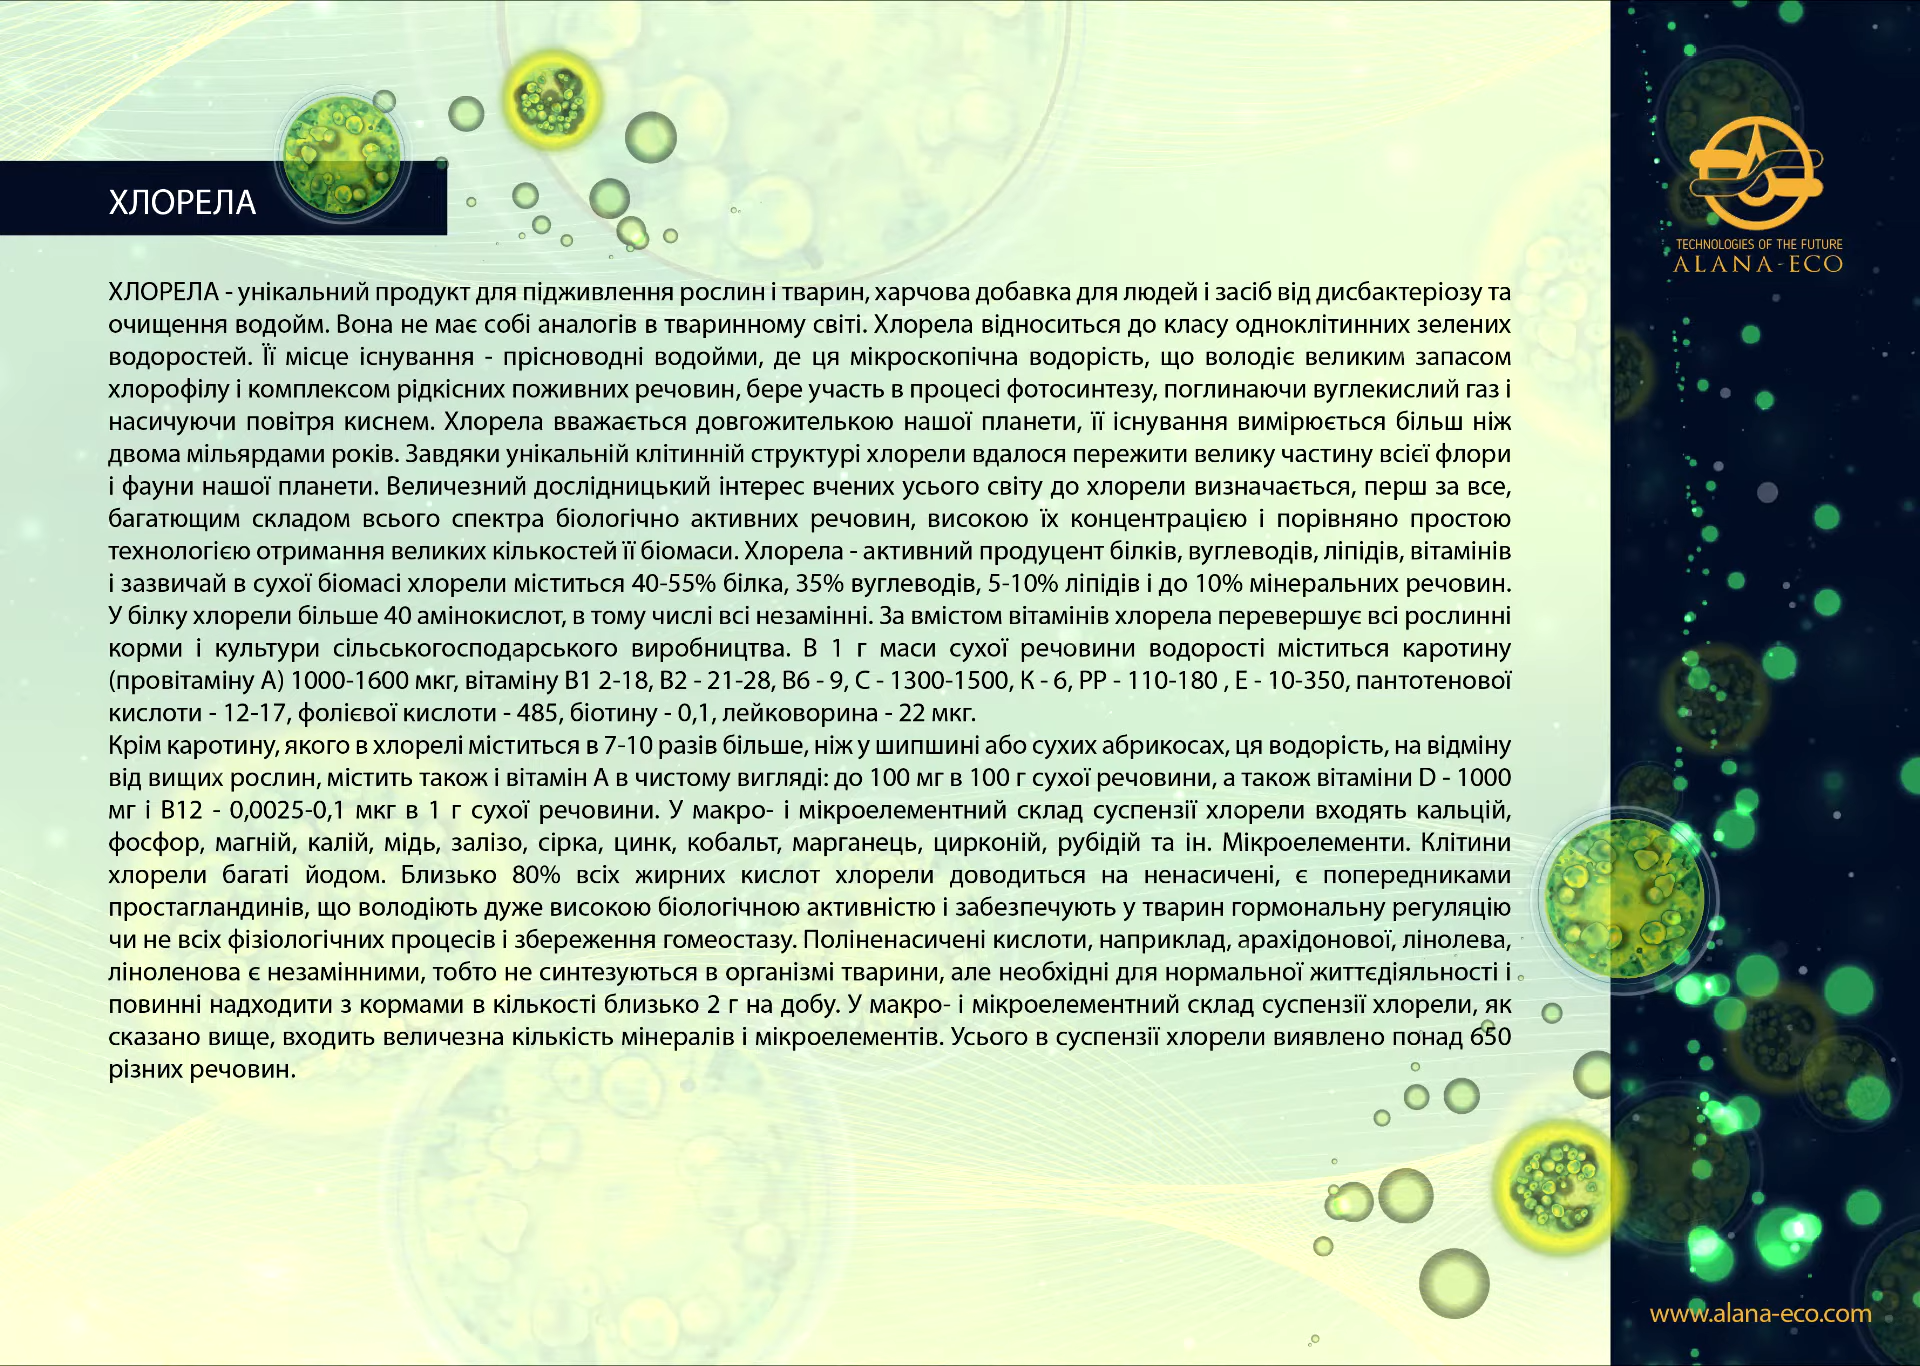 ХЛОРЕЛА
TECHNOLOGIES OF THE FUTURE
ALANA-ECO
ХЛОРЕЛА - унікальний продукт для підживлення рослин і тварин, харчова добавка для людей і засіб від дисбактеріозу та
очищення водойм. Вона не має собі аналогів в тваринному світі. Хлорела відноситься до класу одноклітинних зелених
водоростей. Її місце існування - прісноводні водойми, де ця мікроскопічна водорість, що володіє великим запасом
хлорофілу і комплексом рідкісних поживних речовин, бере участь в процесі фотосинтезу, поглинаючи вуглекислий газ і
насичуючи повітря киснем. Хлорела вважається довгожителькою нашої планети, її існування вимірюється більш ніж
двома мільярдами років. Завдяки унікальній клітинній структурі хлорели вдалося пережити велику частину всієї флори
і фауни нашої планети. Величезний дослідницький інтерес вчених усього світу до хлорели визначається, перш за все,
багатющим складом всього спектра біологічно активних речовин, високою їх концентрацією і порівняно простою
технологією отримання великих кількостей її біомаси. Хлорела - активний продуцент білків, вуглеводів, ліпідів, вітамінів
і зазвичай в сухої біомасі хлорели міститься 40-55% білка, 35% вуглеводів, 5-10% ліпідів і до 10% мінеральних речовин.
У білку хлорели більше 40 амінокислот, в тому числі всі незамінні. За вмістом вітамінів хлорела перевершує всі рослинні
корми і культури сільськогосподарського виробництва. В 1 г маси сухої речовини водорості міститься каротину
(провітаміну А) 1000-1600 мкг, вітаміну В1 2-18, В2 - 21-28, В6 - 9, С - 1300-1500, К - 6, РР - 110-180 , Е - 10-350, пантотенової
кислоти - 12-17, фолієвої кислоти - 485, біотину - 0,1, лейковорина - 22 мкг.
Крім каротину, якого в хлорелі міститься в 7-10 разів більше, ніж у шипшині або сухих абрикосах, ця водорість, на відміну
від вищих рослин, містить також і вітамін А в чистому вигляді: до 100 мг в 100 г сухої речовини, а також вітаміни D - 1000
мг і В12 - 0,0025-0,1 мкг в 1 г сухої речовини. У макро- і мікроелементний склад суспензії хлорели входять кальцій,
фосфор, магній, калій, мідь, залізо, сірка, цинк, кобальт, марганець, цирконій, рубідій та ін. Мікроелементи. Клітини
хлорели багаті йодом. Близько 80% всіх жирних кислот хлорели доводиться на ненасичені, є попередниками
простагландинів, що володіють дуже високою біологічною активністю і забезпечують у тварин гормональну регуляцію
чи не всіх фізіологічних процесів і збереження гомеостазу. Поліненасичені кислоти, наприклад, арахідонової, лінолева,
ліноленова є незамінними, тобто не синтезуються в організмі тварини, але необхідні для нормальної життєдіяльності і
повинні надходити з кормами в кількості близько 2 г на добу. У макро- і мікроелементний склад суспензії хлорели, як
сказано вище, входить величезна кількість мінералів і мікроелементів. Усього в суспензії хлорели виявлено понад 650
різних речовин.
www.alana-eco.com